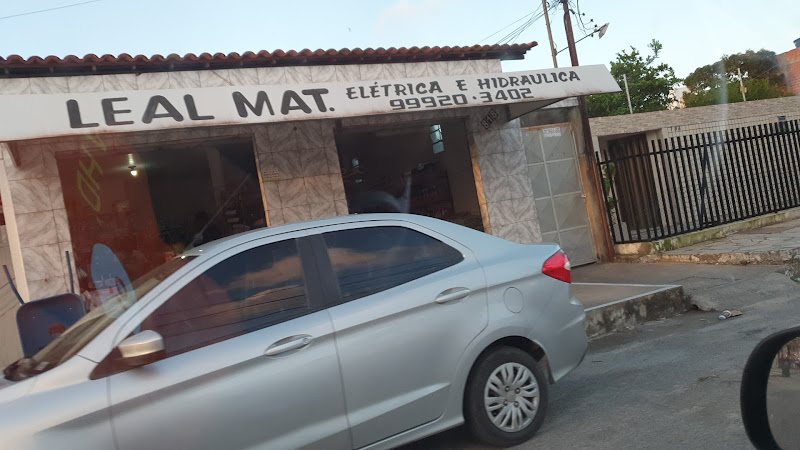 LEAL MAT. ELÉTRICA E HIDRAULICA
99920-3402